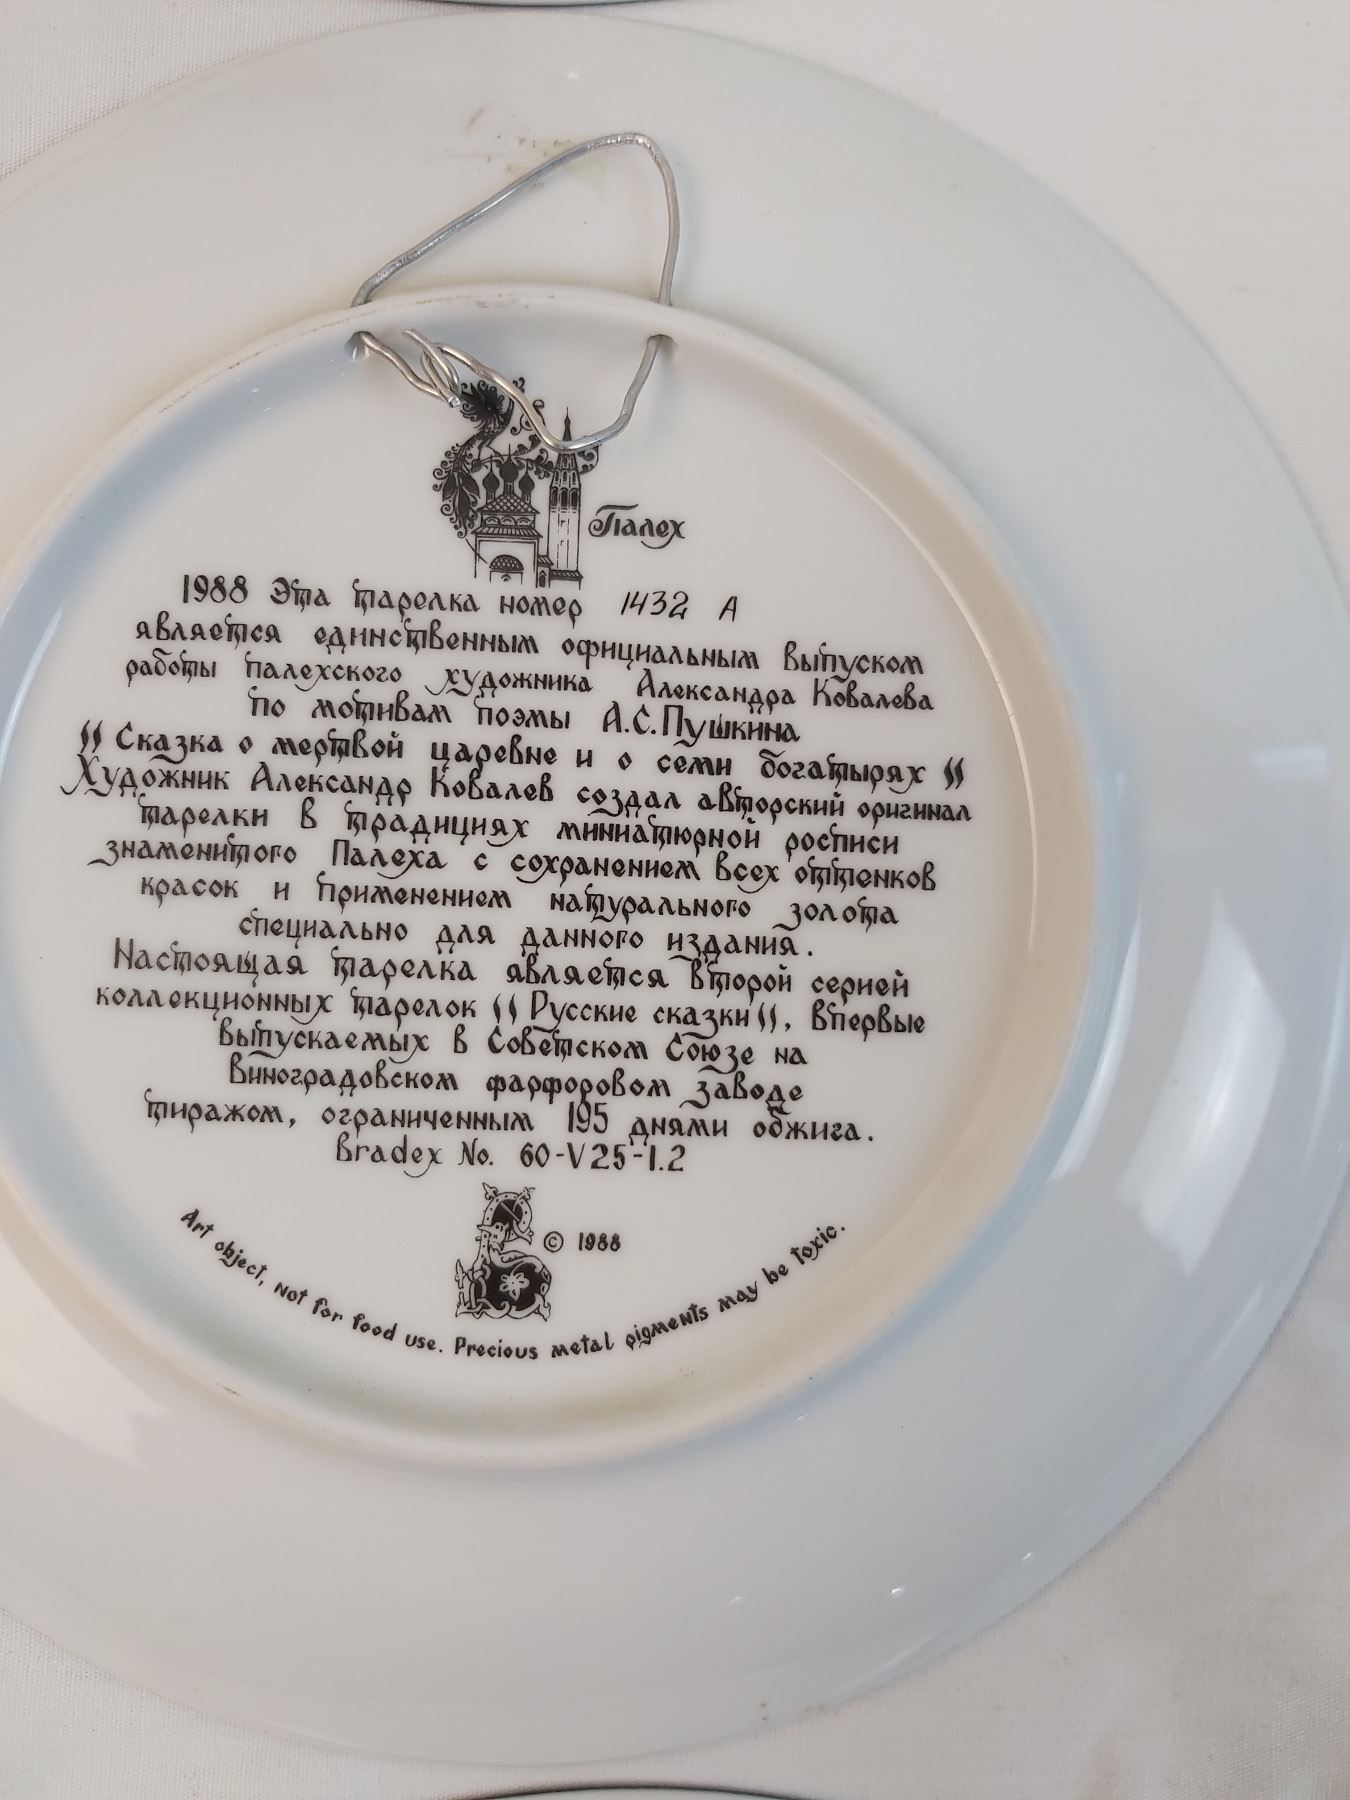 Палех
1988 Эта тарелка номер 1432 А
является единственным официальным выпуском
работы палехского художника Александра Ковалева
по мотивам поэмы А.С.Пушкина
"Сказка о мертвой царевне и о семи богатырях"
Художник Александр Ковалев создал авторский оригинал
тарелки в традициях миниатюрной росписи
знаменитого Палеха с сохранением всех оттенков
красок и применением натурального золота
специально для данного издания.
Настоящая тарелка является второй серией
коллекционных тарелок "Русские сказки", впервые
выпускаемых в Советском Союзе на
Виноградовском фарфоровом заводе
тиражом, ограниченным 195 днями обжига.
Bradex No. 60-V25-1.2
© 1988
Art object, not for food use. Precious metal pigments may be toxic.